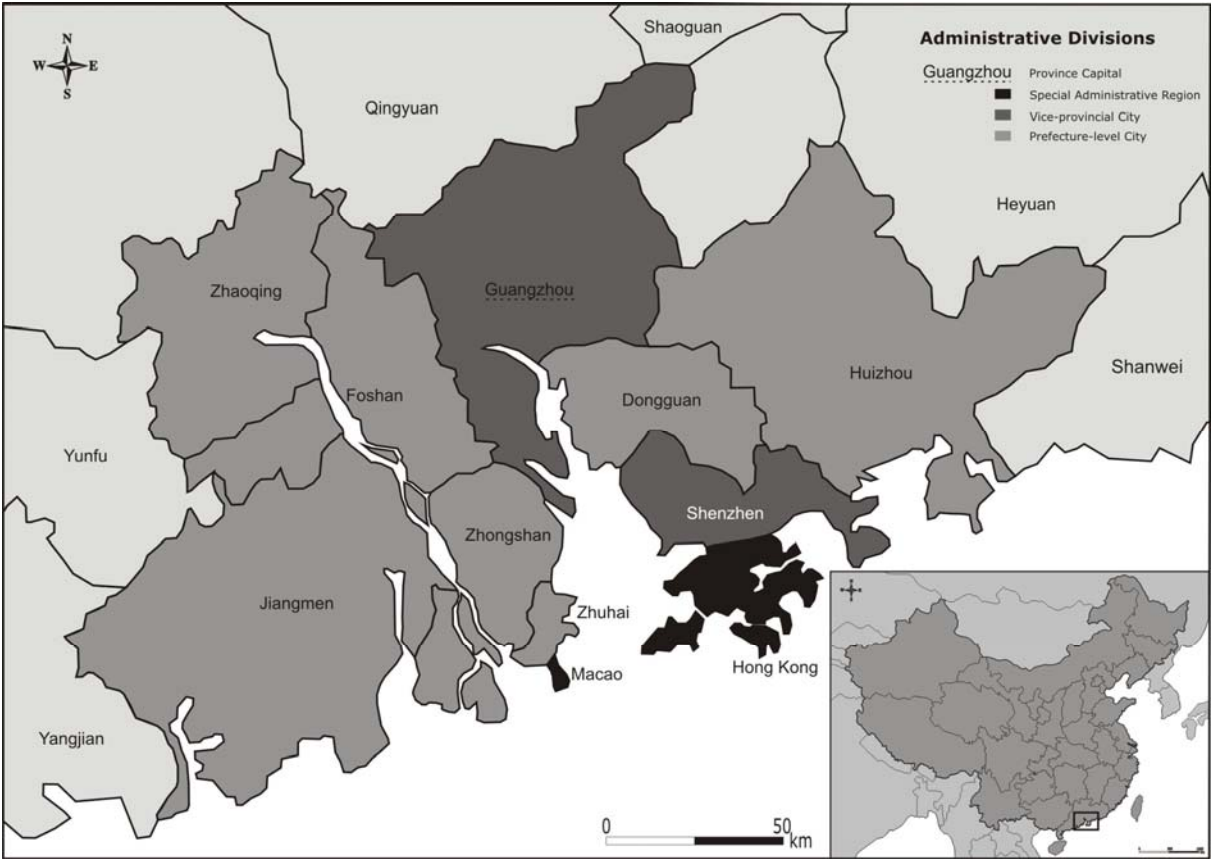 Shaoguan
Administrative Divisions
N
W E
S
Guangzhou Province Capital
Special Administrative Region
Qingyuan
Vice-provincial City
Prefecture-level City
Heyuan
Zhaoqing
Guangzhou
Shanwei
Huizhou
Foshan
Dongguan
Yunfu
Shenzhen
Zhongshan
Jiangmen
Zhuhai
Macao
Hong Kong
Yangjian
0 50
km